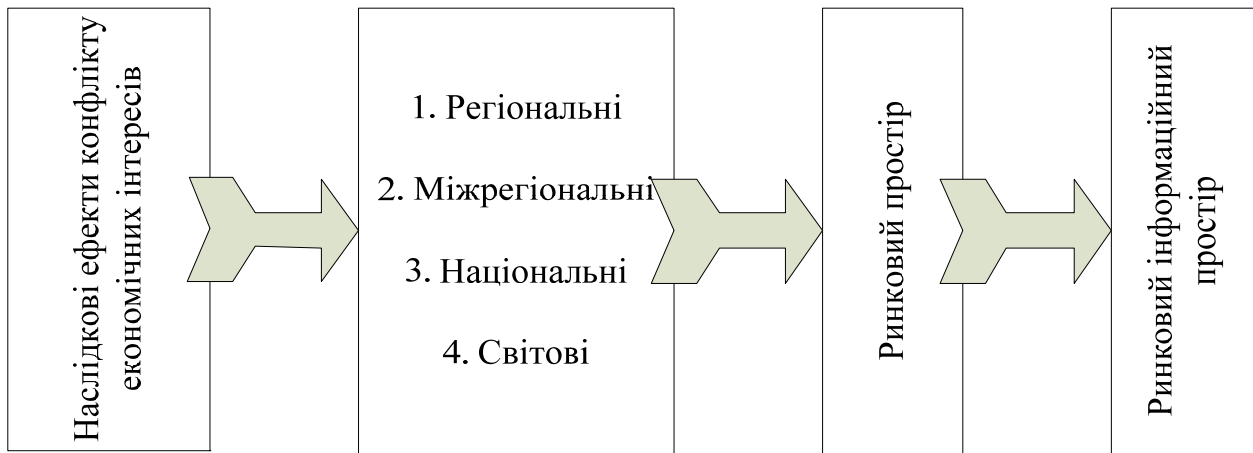 Наслідкові ефекти конфлікту
економічних інтересів
1. Регіональні
2. Міжрегіональні
3. Національні
4. Світові
Ринковий простір
Ринковий інформаційний
простір